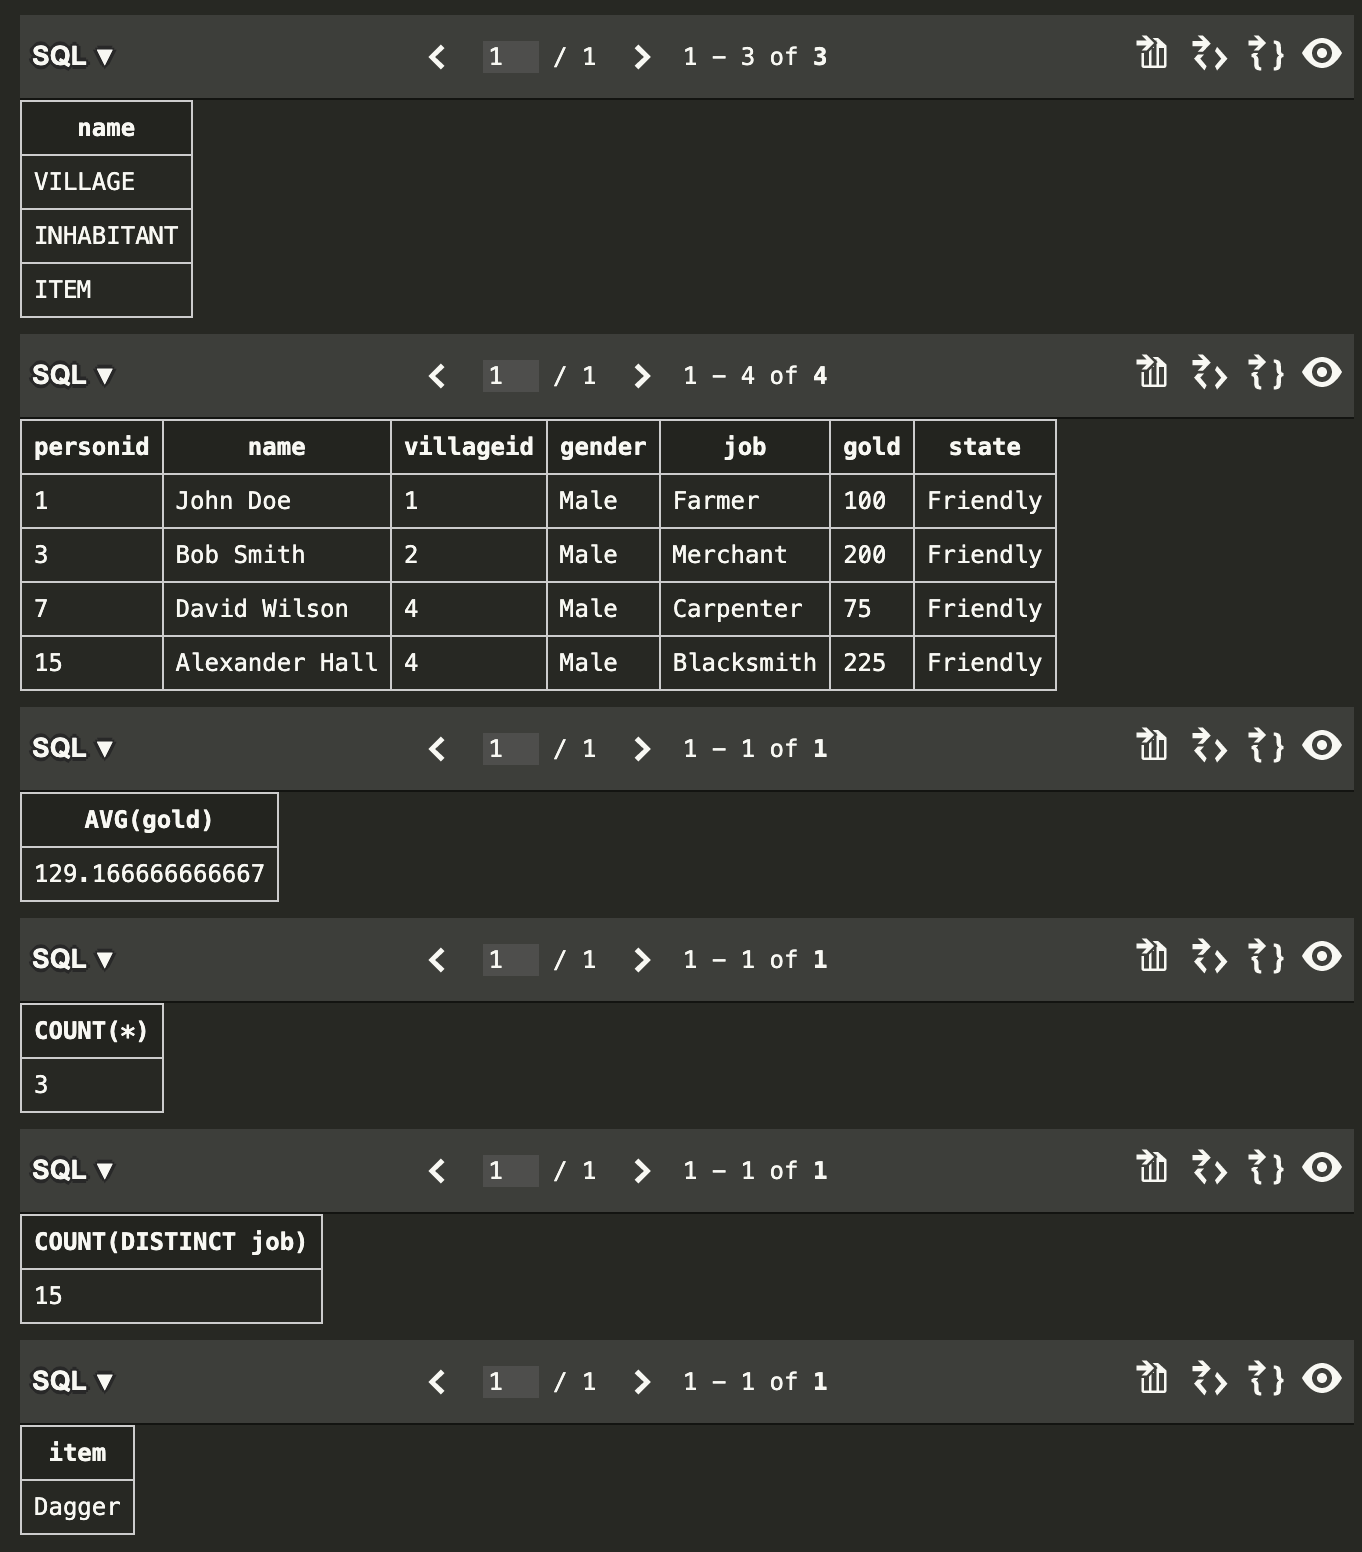 SQL ▼ 1 / 1 1 – 3 of 3
name
VILLAGE
INHABITANT
ITEM
SQL ▼ 1 / 1 1 – 4 of 4
personid name villageid gender job gold state
1 John Doe 1 Male Farmer 100 Friendly
3 Bob Smith 2 Male Merchant 200 Friendly
7 David Wilson 4 Male Carpenter 75 Friendly
15 Alexander Hall 4 Male Blacksmith 225 Friendly
SQL ▼ 1 / 1 1 – 1 of 1
AVG(gold)
129.166666666667
SQL ▼ 1 / 1 1 – 1 of 1
COUNT(*)
3
SQL ▼ 1 / 1 1 – 1 of 1
COUNT(DISTINCT job)
15
SQL ▼ 1 / 1 1 – 1 of 1
item
Dagger